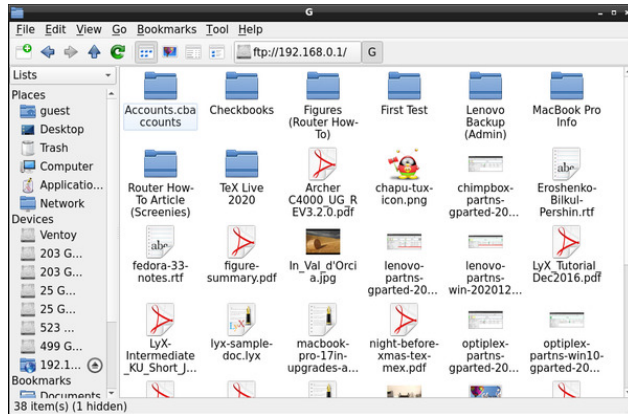 G
File Edit View Go Bookmarks Tool Help
ftp://192.168.0.1/ G
Lists
Places
guest
Desktop
Trash
Computer
Applicatio...
Network
Devices
Ventoy
203 G...
203 G...
25 G...
25 G...
523 ...
499 G...
192.1...
Bookmarks
Documents
Accounts.cba
ccounts
Checkbooks
Figures
(Router How-
To)
First Test
Lenovo
Backup
(Admin)
MacBook Pro
Info
Router How-
To Article
(Screenies)
TeX Live
2020
Archer
C4000_UG_R
EV3.2.0.pdf
chapu-tux-
icon.png
chimpbox-
partns-
gparted-20...
abc
Eroshenko-
Bilkul-
Pershin.rtf
abc
fedora-33-
notes.rtf
figure-
summary.pdf
In_Val_d'Orci
a.jpg
lenovo-
partns-
gparted-20...
lenovo-
partns-
win-202012...
LyX_Tutorial
Dec2016.pdf
LyX-
Intermediate
_KU_Short_J...
LyX
lyx-sample-
doc.lyx
macbook-
pro-17in-
upgrades-a...
night-before-
xmas-tex-
mex.pdf
optiplex-
partns-
gparted-20...
optiplex-
partns-win10-
gparted-20...
38 item(s) (1 hidden)